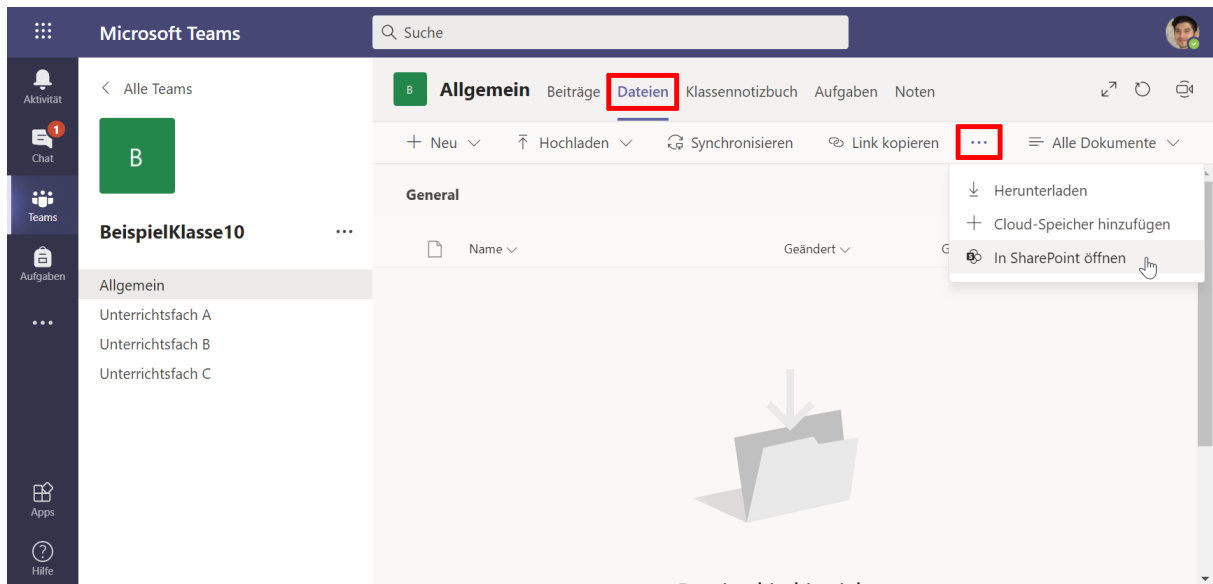 Microsoft Teams
Suche
Aktivität
1
Chat
Teams
Aufgaben
Apps
Hilfe
Alle Teams
B
BeispielKlasse10
Allgemein
Unterrichtsfach A
Unterrichtsfach B
Unterrichtsfach C
B Allgemein Beiträge Dateien Klassennotizbuch Aufgaben Noten
Neu Hochladen Synchronisieren Link kopieren ... Alle Dokumente
General
Name Geändert G
Herunterladen
Cloud-Speicher hinzufügen
In SharePoint öffnen